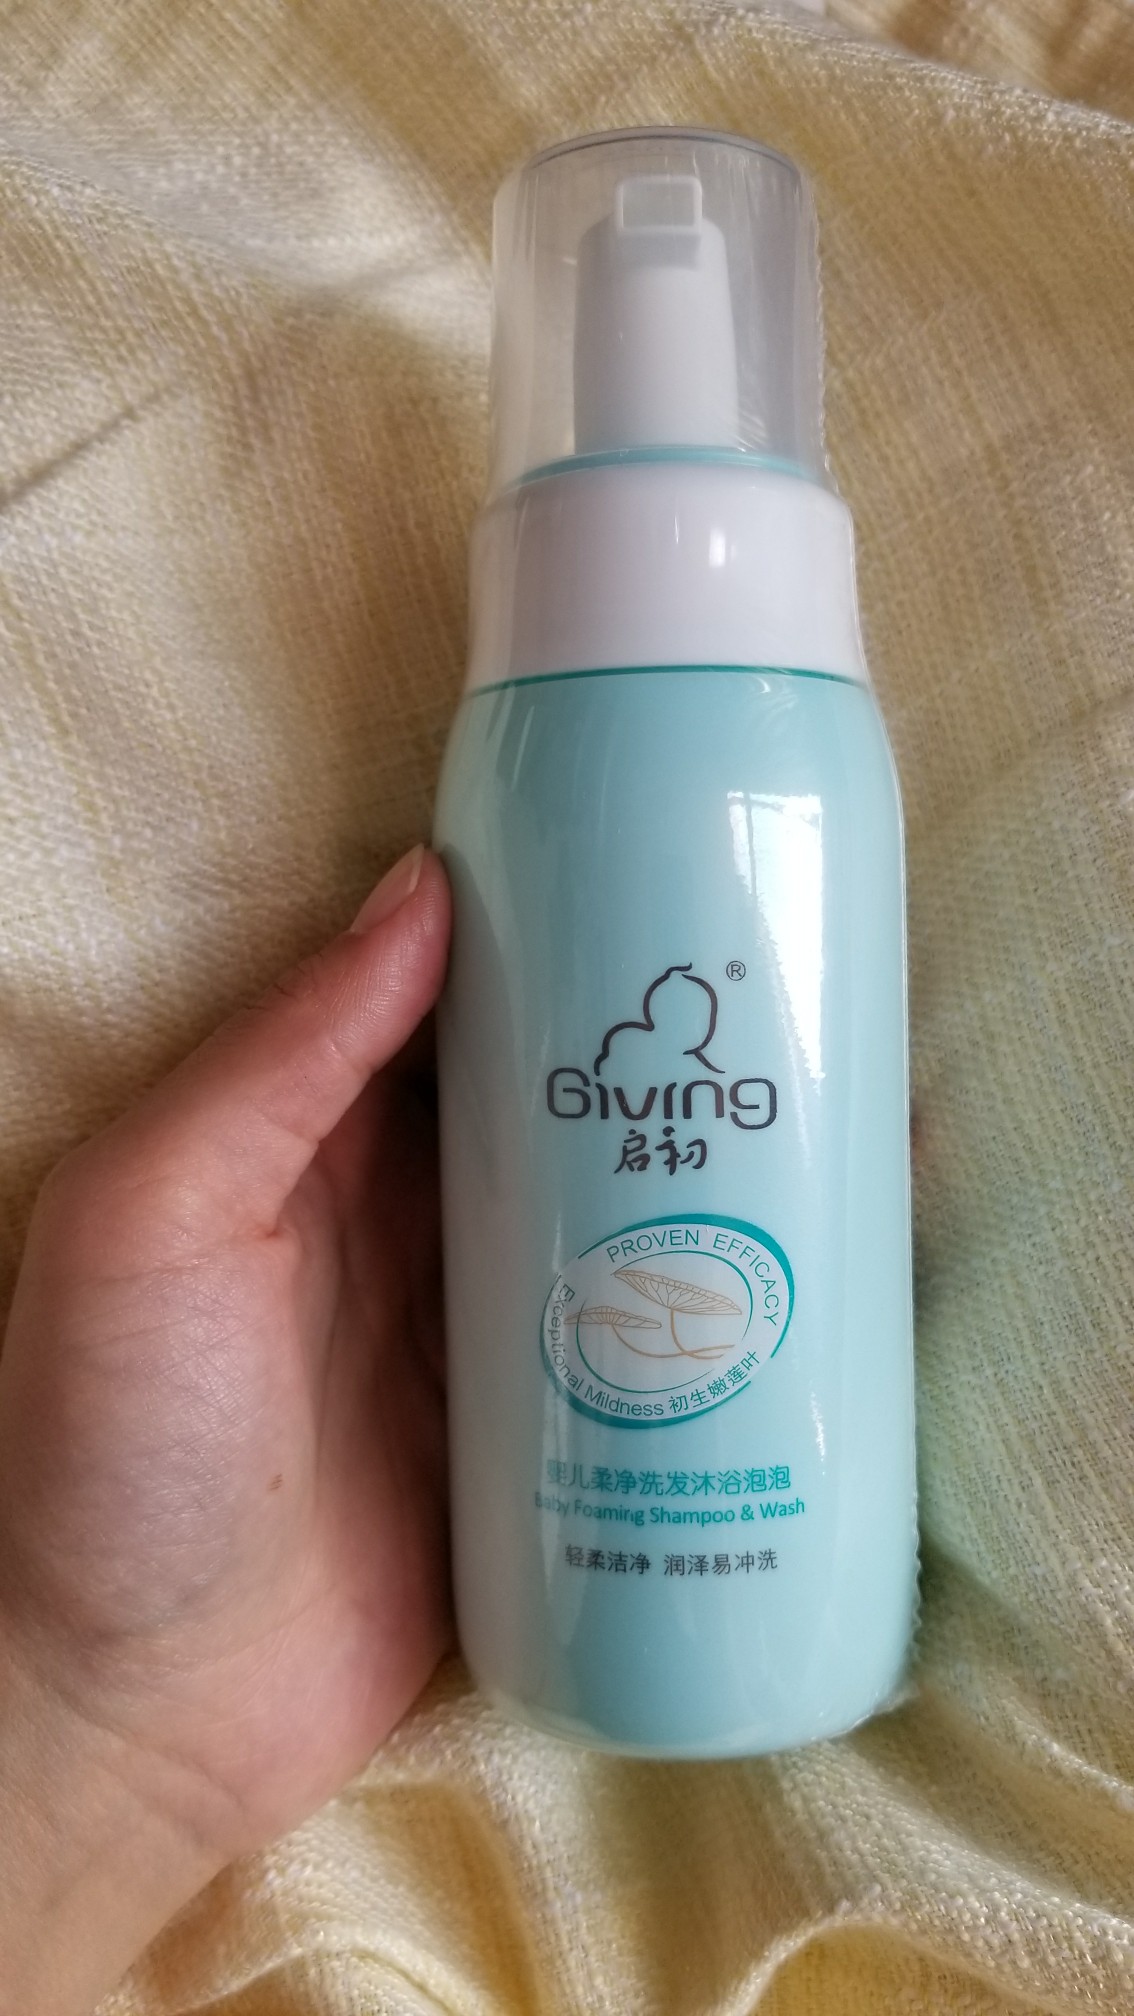 ®
Giving
启初
PROVEN EFFICACY
Exceptional Mildness 初生嫩莲叶
婴儿柔净洗发沐浴泡泡
Baby Foaming Shampoo & Wash
轻柔洁净 润泽易冲洗